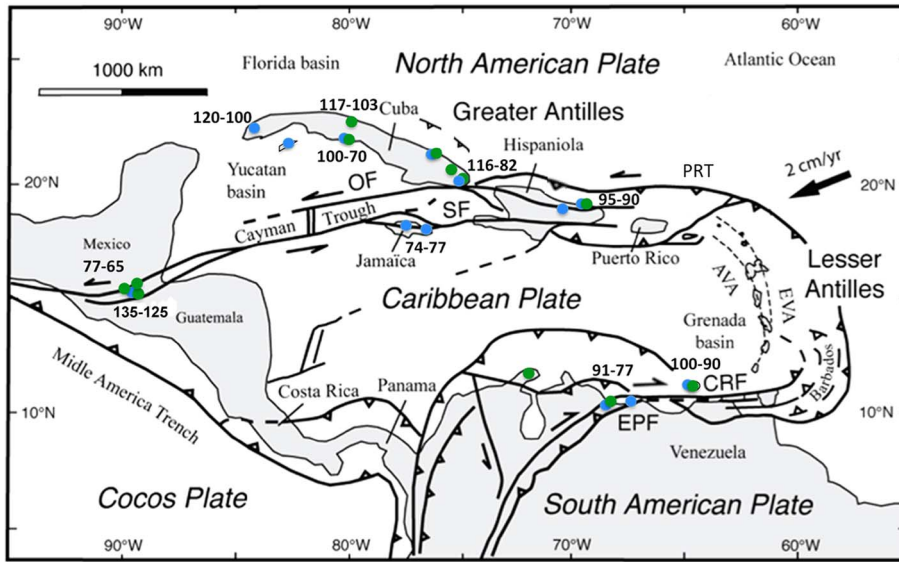 90°W
80°W
70°W
60°W
Florida basin
North American Plate
Atlantic Ocean
1000 km
117-103
120-100
Cuba
Greater Antilles
100-70
Hispaniola
116-82
Yucatan
basin
PRT
2 cm/yr
20°N
20°N
OF
95-90
SF
Cayman
Trough
Jamaïca
74-77
Puerto Rico
Mexico
77-65
135-125
Guatemala
AVA
EVA
Lesser
Antilles
Caribbean Plate
Grenada
basin
Barbados
91-77
100-90
CRF
Midle America Trench
Costa Rica
Panama
10°N
10°N
EPF
Venezuela
Cocos Plate
South American Plate
90°W
80°W
70°W
60°W